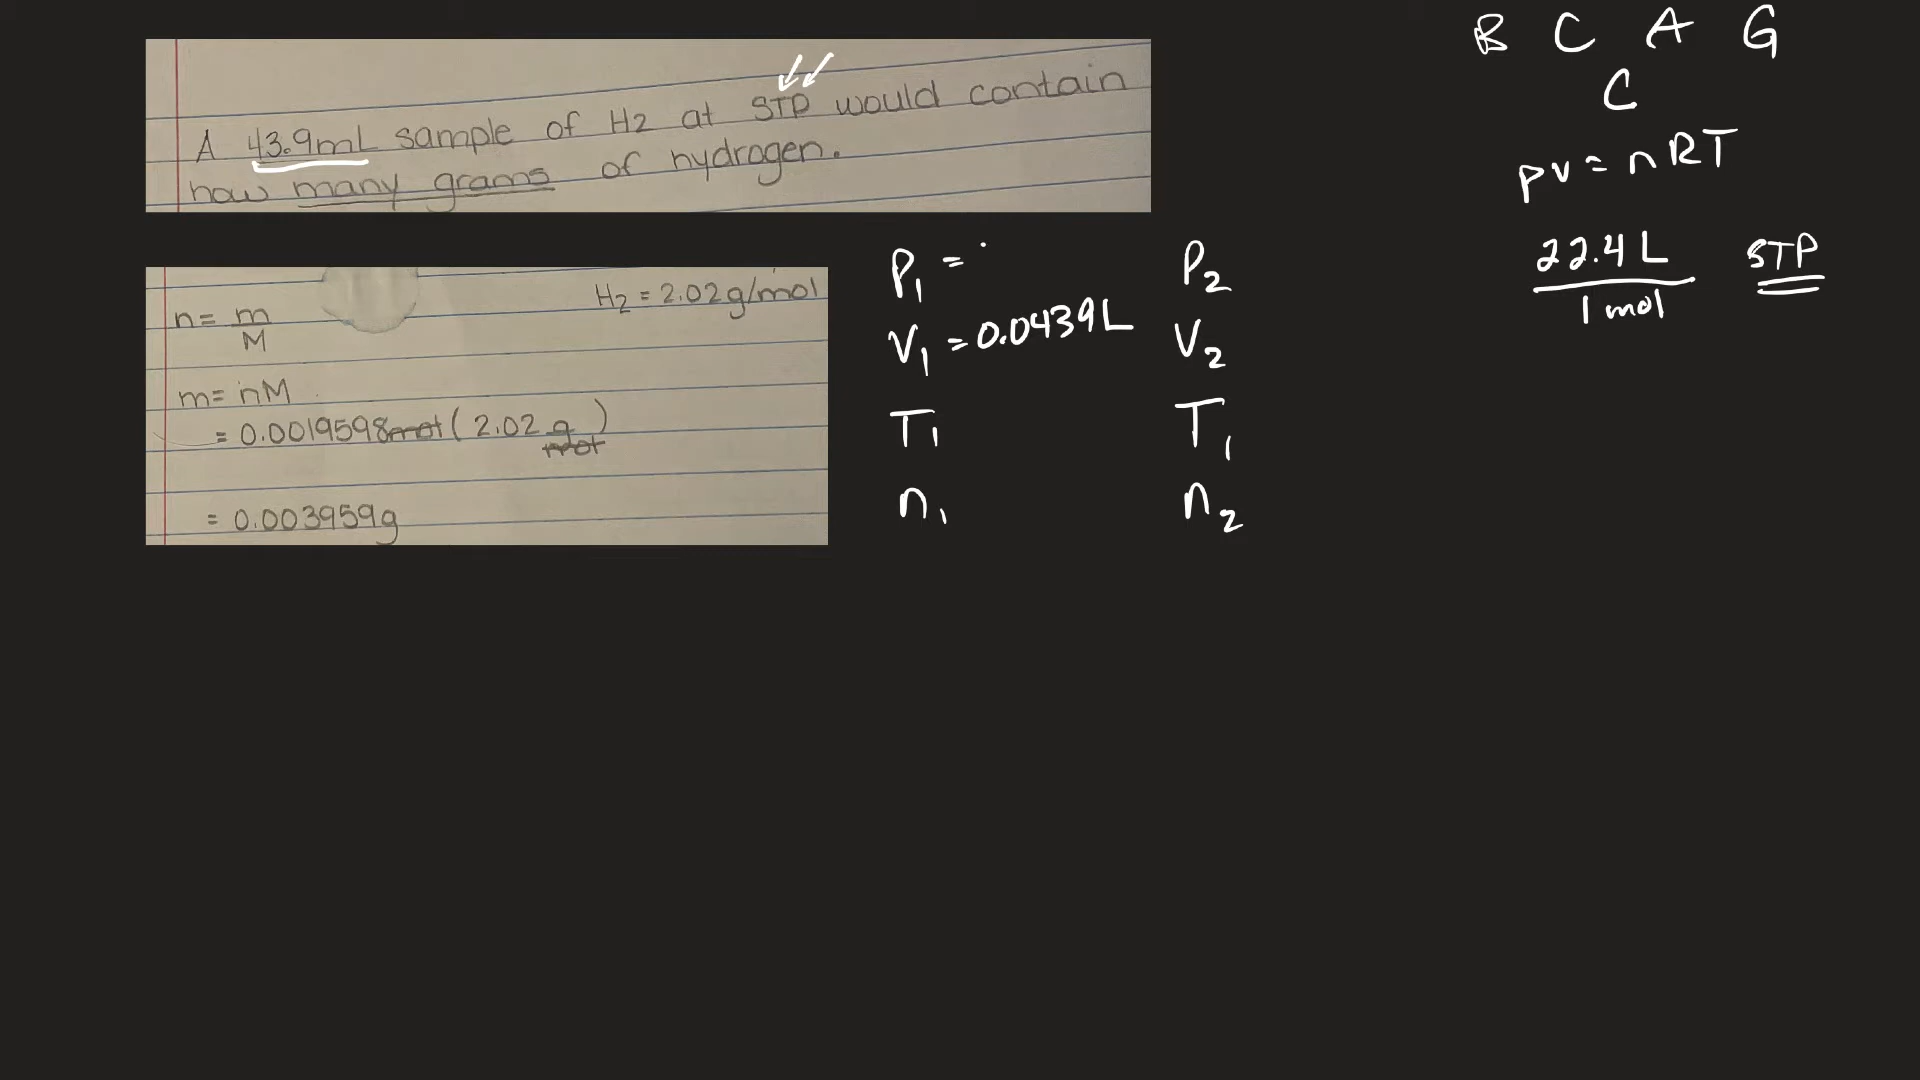 A 43.9mL sample of H2 at STP would contain
how many grams of hydrogen.
n = m/M
H2 = 2.02g/mol
m = nM
= 0.0019598mol ( 2.02 g/mol )
= 0.003959g
P1 =
P2
V1 = 0.0439L
V2
T1
T1
n1
n2
B C A G
C
PV = nRT
22.4 L
1 mol
STP